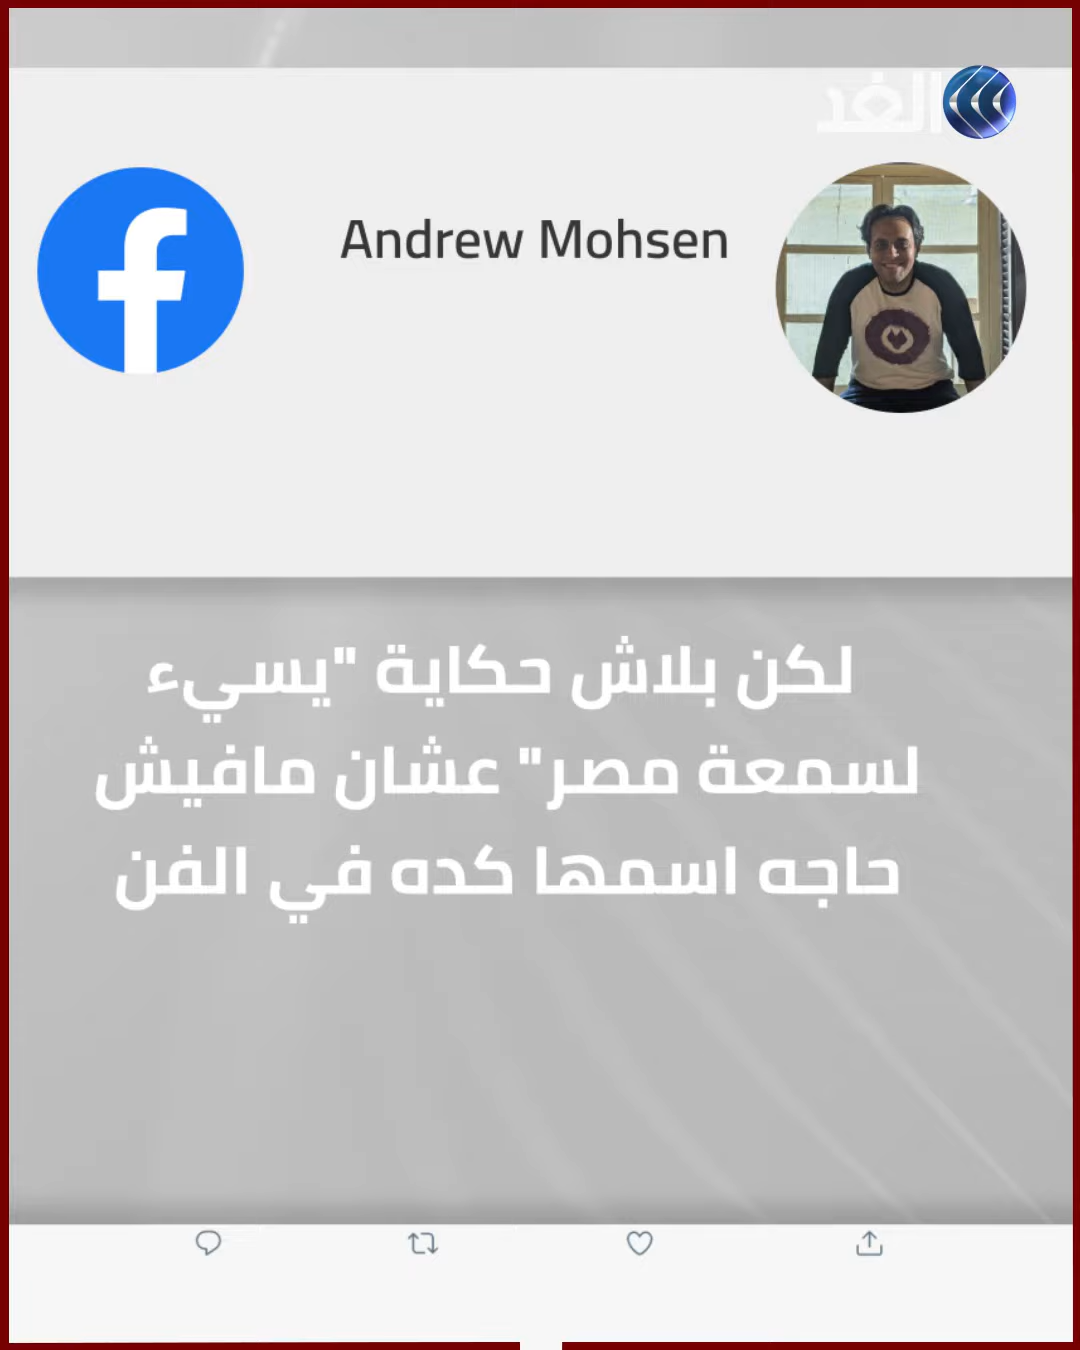 الغد
Andrew Mohsen
لكن بلاش حكاية "يسيء
لسمعة مصر" عشان مافيش
حاجه اسمها كده في الفن